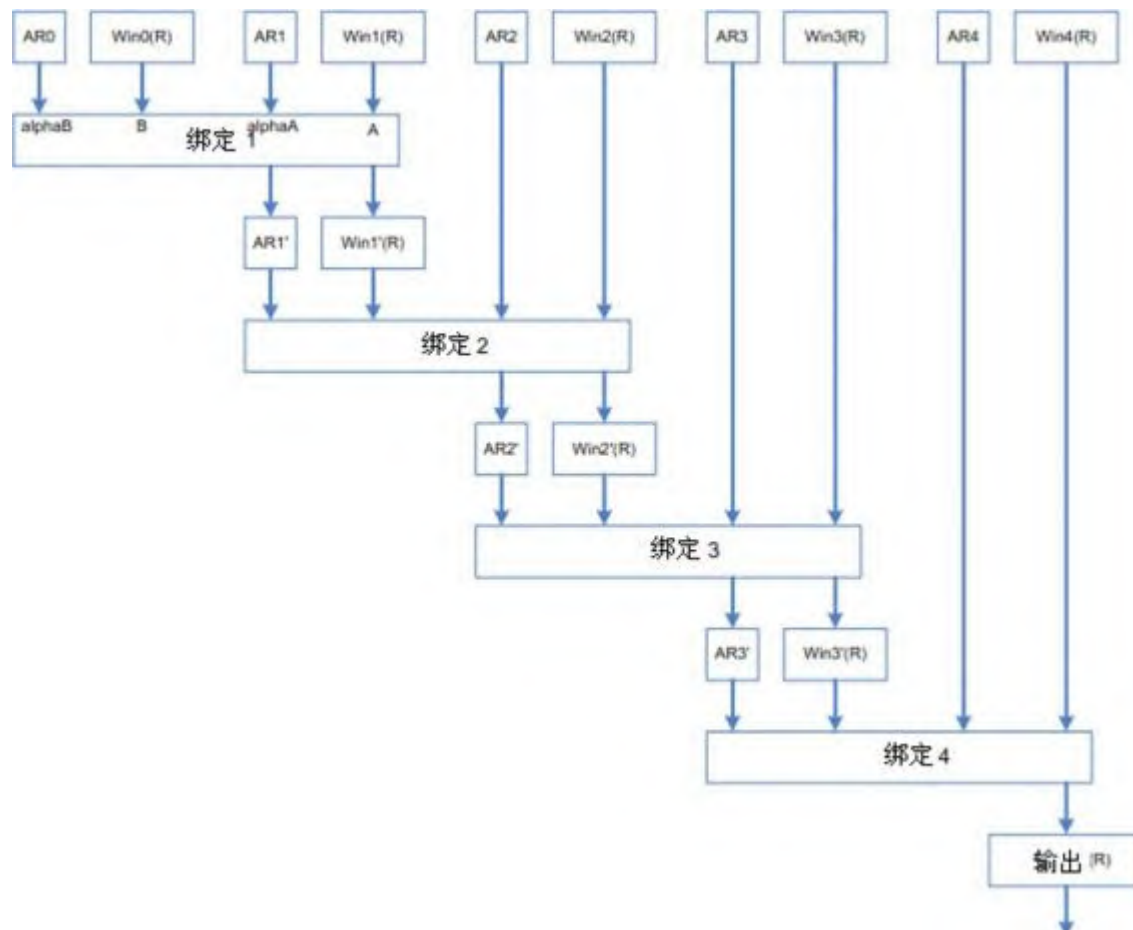 AR0 Win0(R) AR1 Win1(R) AR2 Win2(R) AR3 Win3(R) AR4 Win4(R)
alphaB B alphaA A
绑定 1
AR1' Win1'(R)
绑定 2
AR2' Win2'(R)
绑定 3
AR3' Win3'(R)
绑定 4
输出 (R)